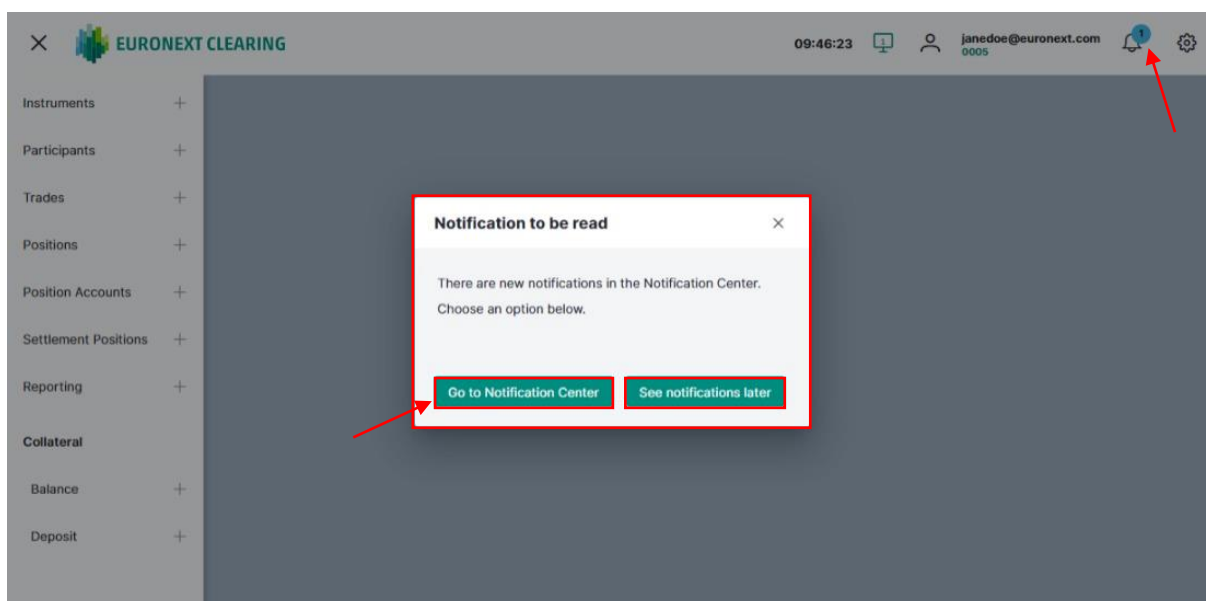 EURONEXT CLEARING
09:46:23
1
janedoe@euronext.com
0005
1
Instruments
Participants
Trades
Positions
Position Accounts
Settlement Positions
Reporting
Collateral
Balance
Deposit
Notification to be read
There are new notifications in the Notification Center.
Choose an option below.
Go to Notification Center
See notifications later